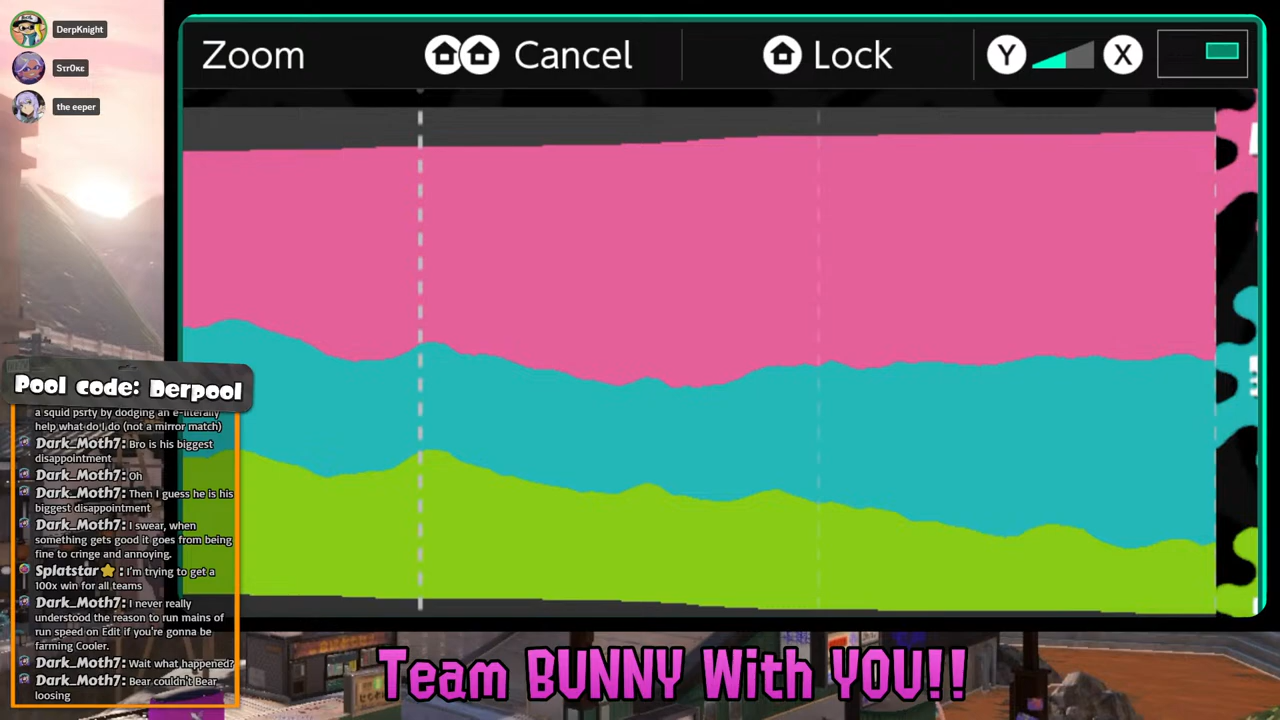 DerpKnight
Zoom
Cancel
Lock
Y
X
StrOke
the eeper
Pool code: Derpool
a squid psrty by dodging an e-literally
help what do I do (not a mirror match)
Dark_Moth7: Bro is his biggest
disappointment
Dark_Moth7: Oh
Dark_Moth7: Then I guess he is his
biggest disappointment
Dark_Moth7: I swear, when
something gets good it goes from being
fine to cringe and annoying.
Splatstar⭐ : I'm trying to get a
100x win for all teams
Dark_Moth7: I never really
understood the reason to run mains of
run speed on Edit if you're gonna be
farming Cooler.
Dark_Moth7: Wait what happened?
Dark_Moth7: Bear couldn't Bear
loosing
Team BUNNY With YOU!!